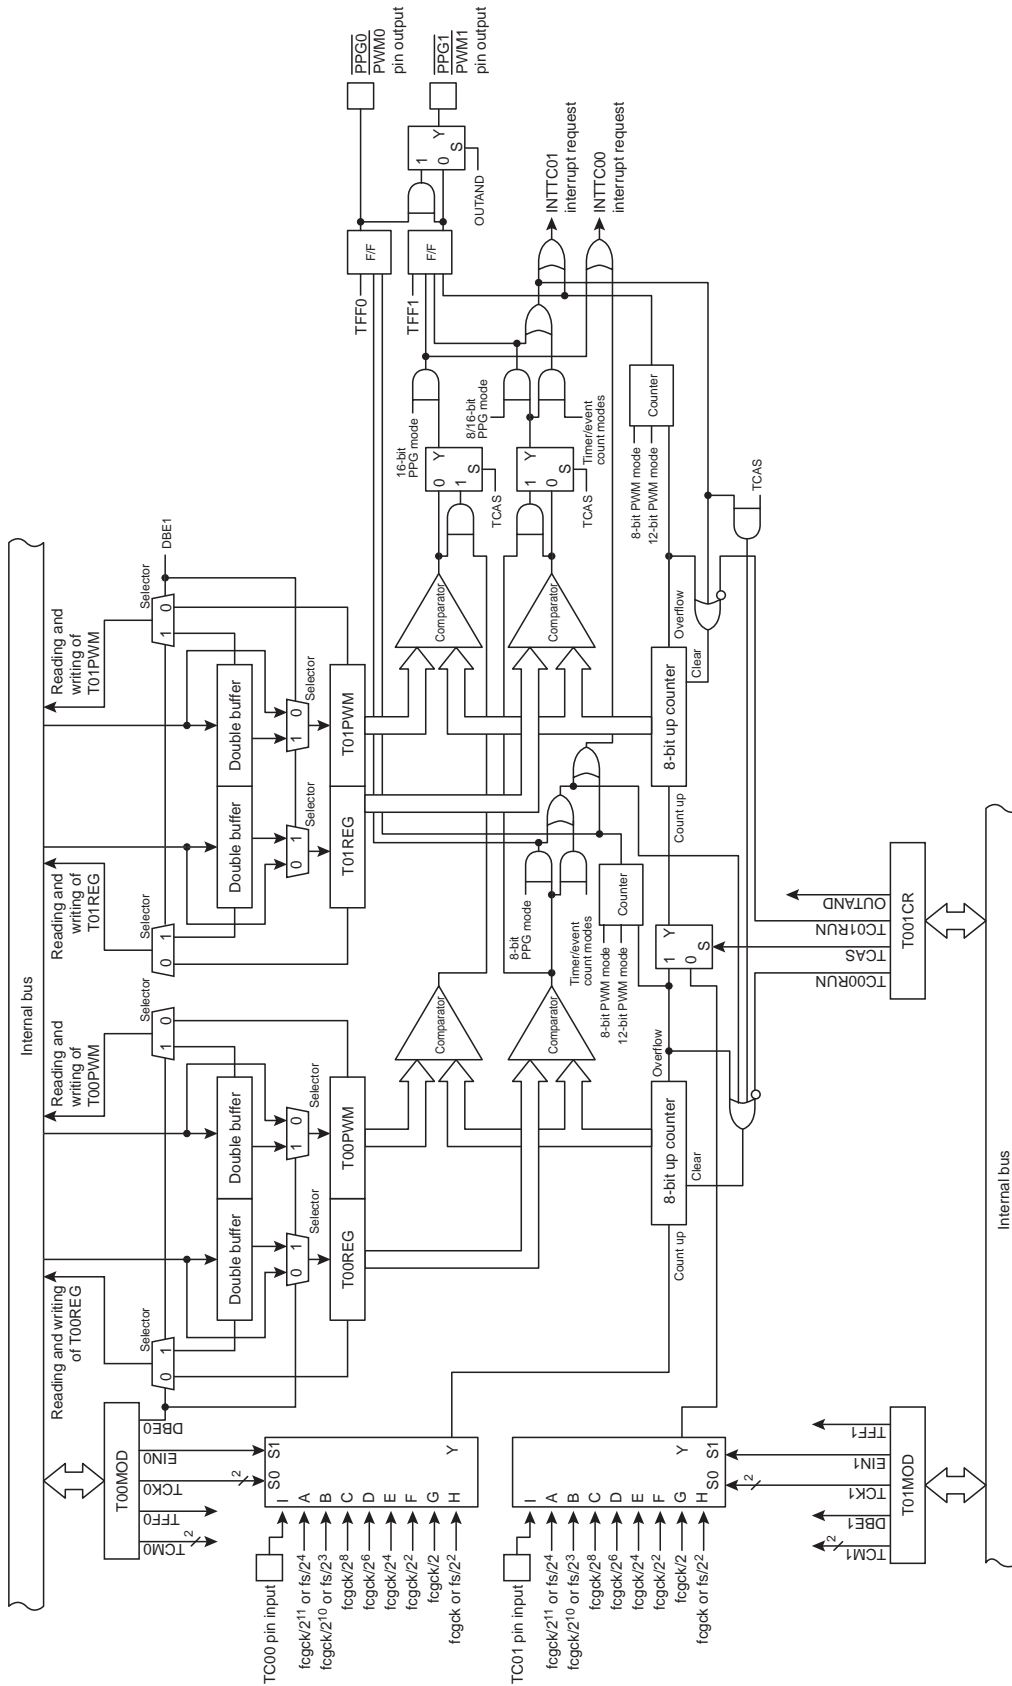 Internal bus
T00MOD
TCM0
2
TFF0
TCK0
2
EIN0
DBE0
Reading and writing
of T00REG
Selector
0 1
Double buffer
0 1
Selector
T00REG
Reading and
writing of
T00PWM
Selector
1 0
Double buffer
1 0
Selector
T00PWM
Reading and
writing of
T01REG
Selector
0 1
Double buffer
0 1
Selector
T01REG
Reading and
writing of
T01PWM
Selector
1 0
DBE1
Double buffer
1 0
Selector
T01PWM
TC00 pin input
fcgck/2¹¹ or fs/2⁴
fcgck/2¹⁰ or fs/2³
fcgck/2⁸
fcgck/2⁶
fcgck/2⁴
fcgck/2²
fcgck/2
fcgck or fs/2²
I
A
B
C
D
E
F
G
H
S0 S1
Y
TC01 pin input
fcgck/2¹¹ or fs/2⁴
fcgck/2¹⁰ or fs/2³
fcgck/2⁸
fcgck/2⁶
fcgck/2⁴
fcgck/2²
fcgck/2
fcgck or fs/2²
I
A
B
C
D
E
F
G
H
S0 S1
Y
Comparator
Comparator
8-bit
PPG mode
Timer/event
count modes
8-bit PWM mode
12-bit PWM mode
Counter
Count up
8-bit up counter
Overflow
Clear
1 Y
0 S
Comparator
Comparator
16-bit
PPG mode
0 Y
1 S
TCAS
8/16-bit
PPG mode
1 Y
0 S
TCAS
Timer/event
count modes
8-bit PWM mode
12-bit PWM mode
Counter
Count up
8-bit up counter
Overflow
Clear
TCAS
TFF0
F/F
TFF1
F/F
1 Y
0 S
OUTAND
PPG0
PWM0
pin output
PPG1
PWM1
pin output
INTTC01
interrupt request
INTTC00
interrupt request
TCM1
2
DBE1
TCK1
2
EIN1
TFF1
T01MOD
TC00RUN
TCAS
TC01RUN
OUTAND
T001CR
Internal bus